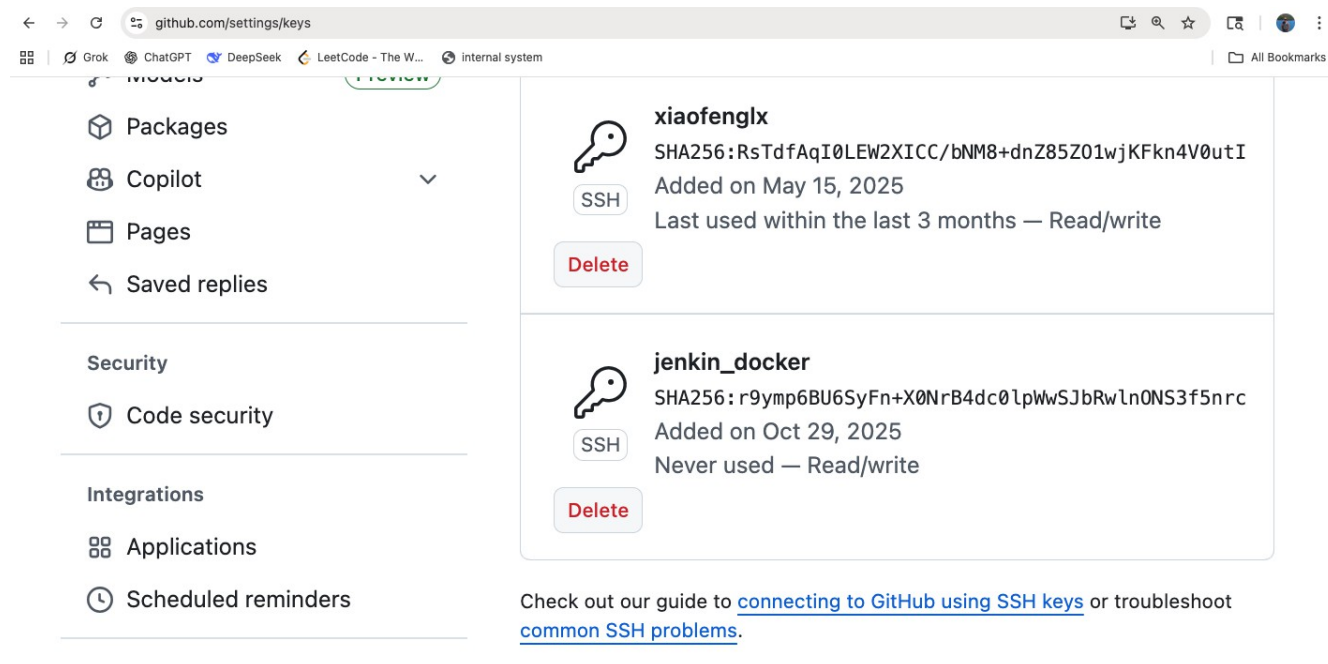 github.com/settings/keys
Grok
ChatGPT
DeepSeek
LeetCode - The W...
internal system
All Bookmarks
Models
Preview
Packages
Copilot
Pages
Saved replies
Security
Code security
Integrations
Applications
Scheduled reminders
xiaofenglx
SHA256:RsTdfAqI0LEW2XICC/bNM8+dnZ85ZO1wjKFkn4V0utI
Added on May 15, 2025
Last used within the last 3 months — Read/write
SSH
Delete
jenkin_docker
SHA256:r9ymp6BU6SyFn+X0NrB4dc0lpWwSJbRwlnONS3f5nrc
Added on Oct 29, 2025
Never used — Read/write
SSH
Delete
Check out our guide to connecting to GitHub using SSH keys or troubleshoot
common SSH problems.